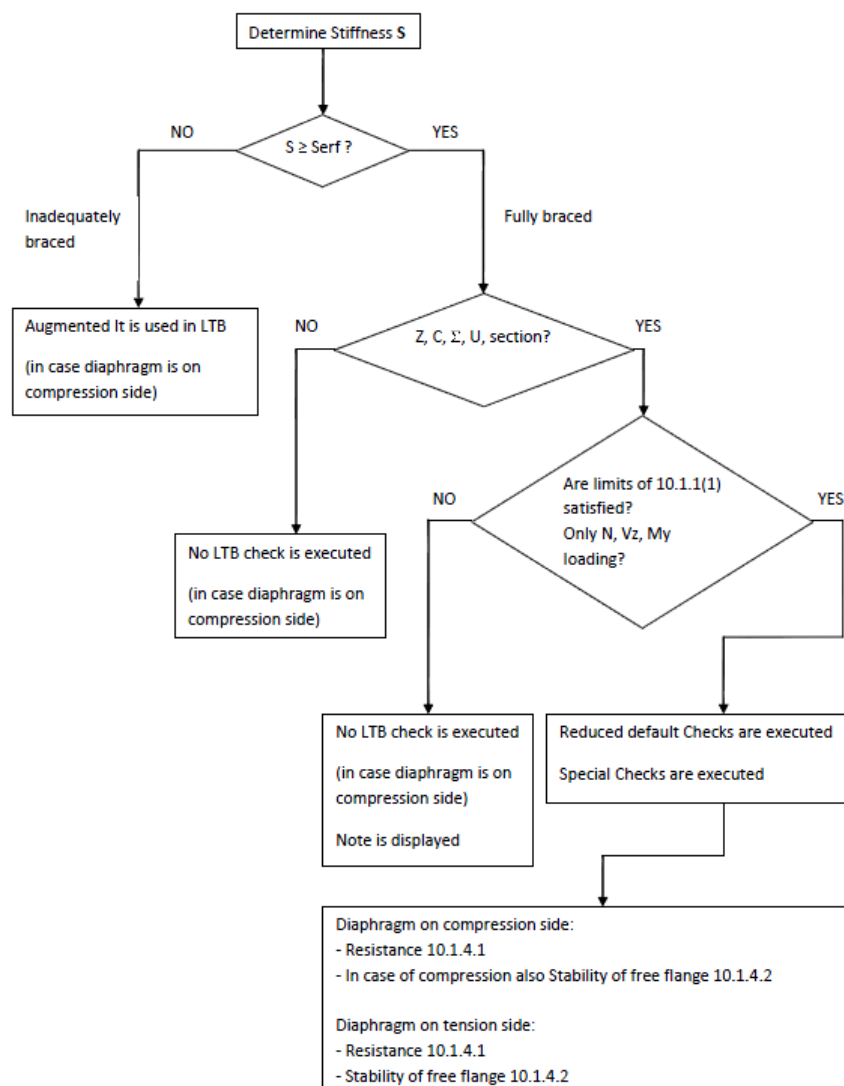 Determine Stiffness S
NO
YES
S ≥ Serf ?
Inadequately
braced
Fully braced
Augmented It is used in LTB
(in case diaphragm is on
compression side)
NO
YES
Z, C, Σ, U, section?
NO
YES
Are limits of 10.1.1(1)
satisfied?
Only N, Vz, My
loading?
No LTB check is executed
(in case diaphragm is on
compression side)
No LTB check is executed
(in case diaphragm is on
compression side)
Note is displayed
Reduced default Checks are executed
Special Checks are executed
Diaphragm on compression side:
- Resistance 10.1.4.1
- In case of compression also Stability of free flange 10.1.4.2
Diaphragm on tension side:
- Resistance 10.1.4.1
- Stability of free flange 10.1.4.2